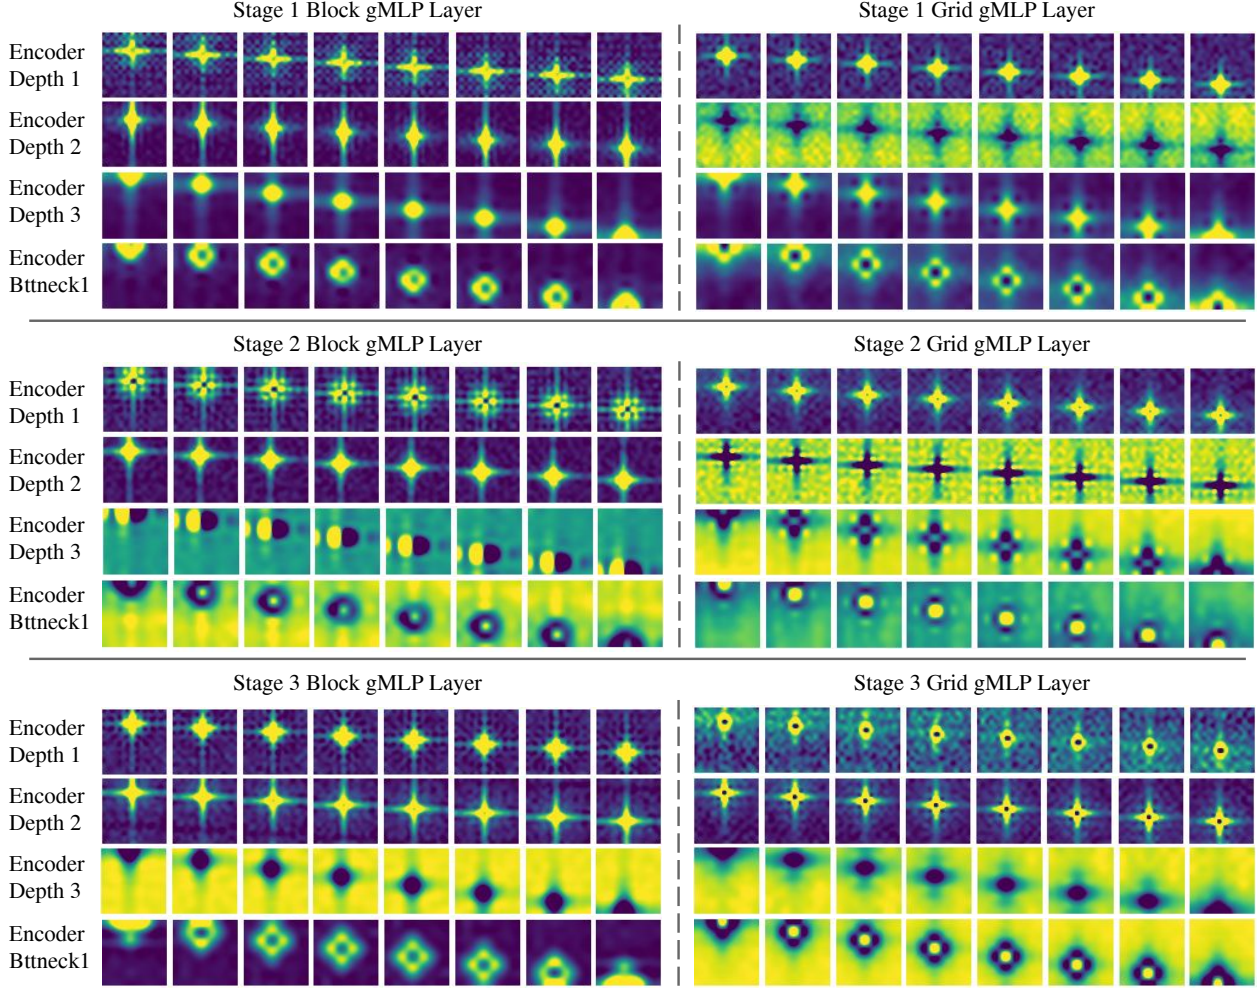 Stage 1 Block gMLP Layer
Stage 1 Grid gMLP Layer
Encoder
Depth 1
Encoder
Depth 2
Encoder
Depth 3
Encoder
Bttneck1
Stage 2 Block gMLP Layer
Stage 2 Grid gMLP Layer
Encoder
Depth 1
Encoder
Depth 2
Encoder
Depth 3
Encoder
Bttneck1
Stage 3 Block gMLP Layer
Stage 3 Grid gMLP Layer
Encoder
Depth 1
Encoder
Depth 2
Encoder
Depth 3
Encoder
Bttneck1